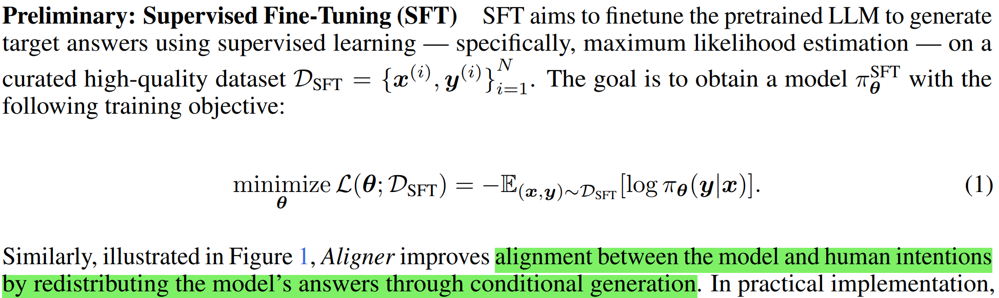 Preliminary: Supervised Fine-Tuning (SFT) SFT aims to finetune the pretrained LLM to generate
target answers using supervised learning — specifically, maximum likelihood estimation — on a
curated high-quality dataset $\mathcal{D}_{\text{SFT}} = \{\boldsymbol{x}^{(i)}, \boldsymbol{y}^{(i)}\}_{i=1}^{N}$. The goal is to obtain a model $\pi_{\boldsymbol{\theta}}^{\text{SFT}}$ with the
following training objective:
$\underset{\boldsymbol{\theta}}{\text{minimize}}\, \mathcal{L}(\boldsymbol{\theta}; \mathcal{D}_{\text{SFT}}) = -\mathbb{E}_{(\boldsymbol{x},\boldsymbol{y})\sim\mathcal{D}_{\text{SFT}}}[\log \pi_{\boldsymbol{\theta}}(\boldsymbol{y}|\boldsymbol{x})].$ (1)
Similarly, illustrated in Figure 1, Aligner improves alignment between the model and human intentions
by redistributing the model's answers through conditional generation. In practical implementation,